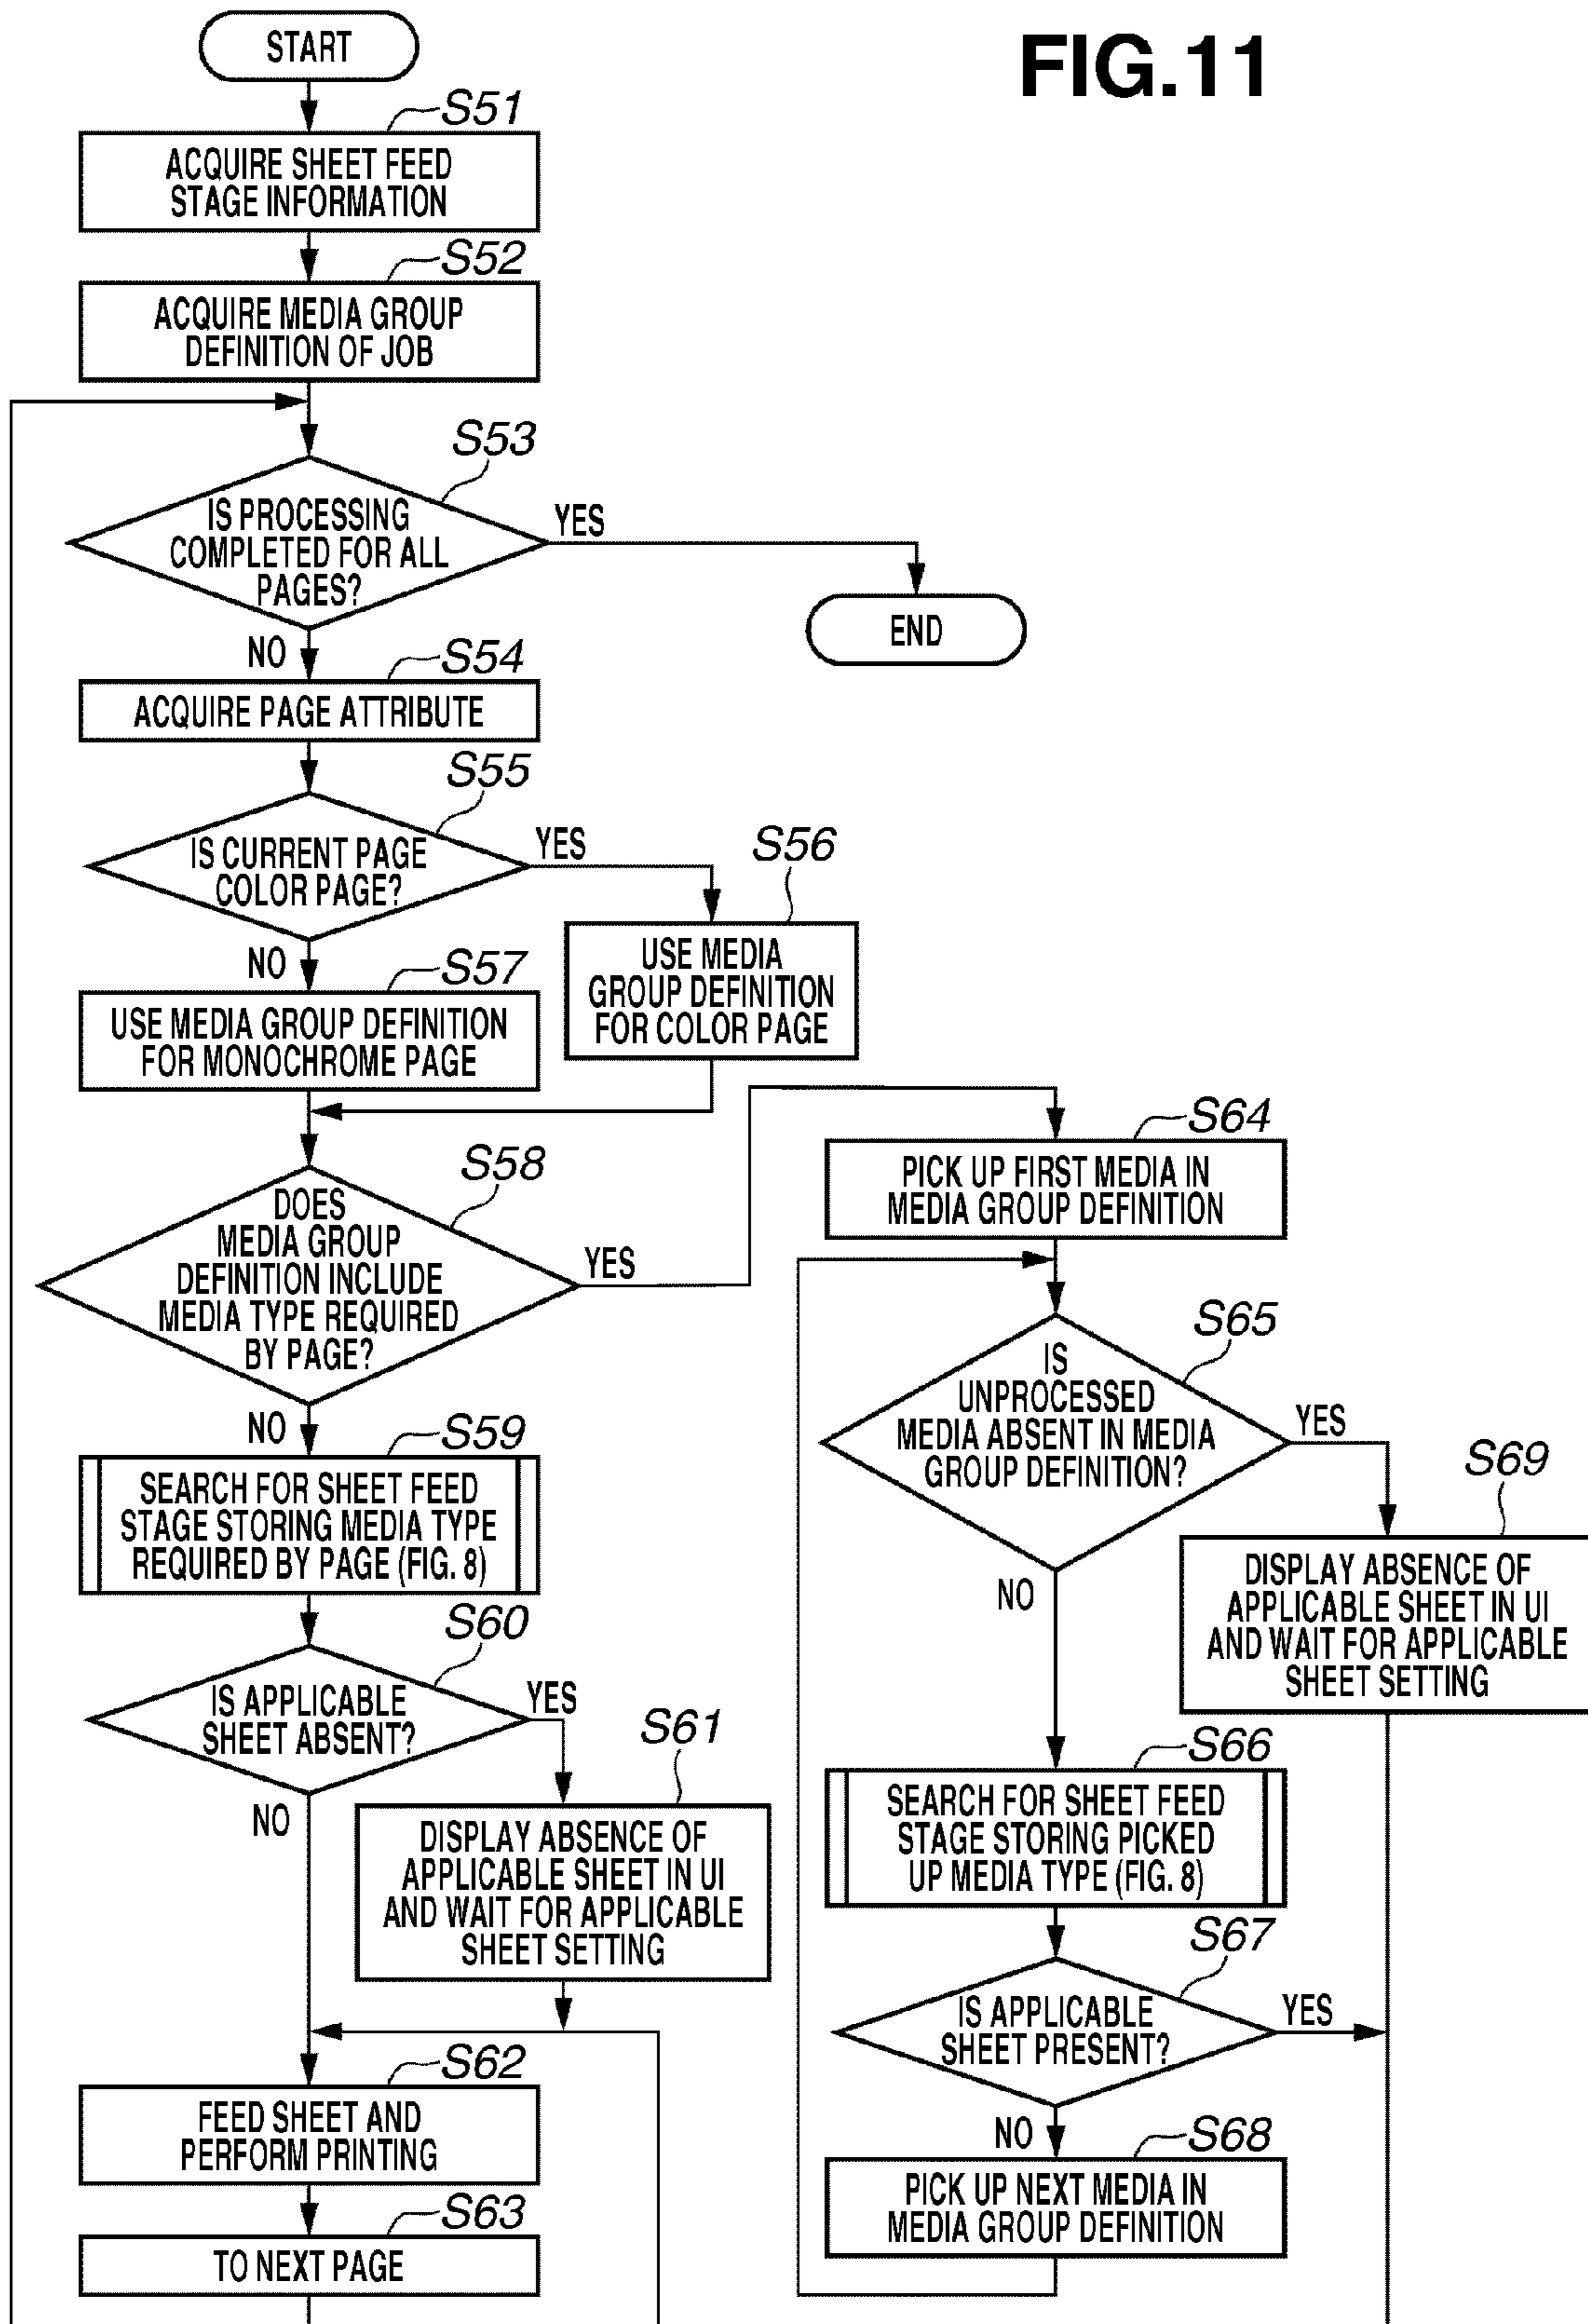 FIG.11
START
S51
ACQUIRE SHEET FEED
STAGE INFORMATION
S52
ACQUIRE MEDIA GROUP
DEFINITION OF JOB
S53
IS PROCESSING
COMPLETED FOR ALL
PAGES?
YES
END
NO
S54
ACQUIRE PAGE ATTRIBUTE
S55
IS CURRENT PAGE
COLOR PAGE?
YES
S56
USE MEDIA
GROUP DEFINITION
FOR COLOR PAGE
NO
S57
USE MEDIA GROUP DEFINITION
FOR MONOCHROME PAGE
S58
DOES
MEDIA GROUP
DEFINITION INCLUDE
MEDIA TYPE REQUIRED
BY PAGE?
YES
NO
S59
SEARCH FOR SHEET FEED
STAGE STORING MEDIA TYPE
REQUIRED BY PAGE (FIG. 8)
S60
IS APPLICABLE
SHEET ABSENT?
YES
S61
DISPLAY ABSENCE OF
APPLICABLE SHEET IN UI
AND WAIT FOR APPLICABLE
SHEET SETTING
NO
S62
FEED SHEET AND
PERFORM PRINTING
S63
TO NEXT PAGE
S64
PICK UP FIRST MEDIA IN
MEDIA GROUP DEFINITION
S65
IS
UNPROCESSED
MEDIA ABSENT IN MEDIA
GROUP DEFINITION?
YES
S69
DISPLAY ABSENCE OF
APPLICABLE SHEET IN UI
AND WAIT FOR APPLICABLE
SHEET SETTING
NO
S66
SEARCH FOR SHEET FEED
STAGE STORING PICKED
UP MEDIA TYPE (FIG. 8)
S67
IS APPLICABLE
SHEET PRESENT?
YES
NO
S68
PICK UP NEXT MEDIA IN
MEDIA GROUP DEFINITION